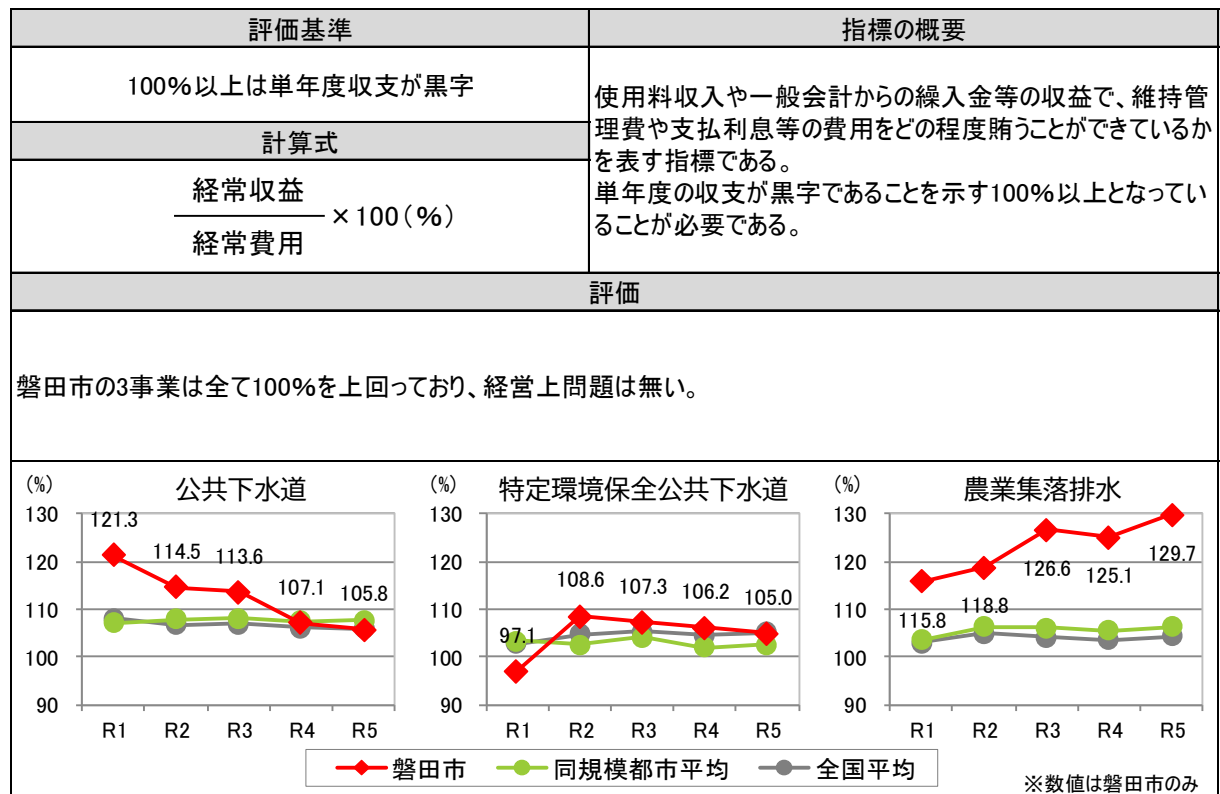 評価基準
指標の概要
100%以上は単年度収支が黒字
使用料収入や一般会計からの繰入金等の収益で、維持管
理費や支払利息等の費用をどの程度賄うことができているか
を表す指標である。
単年度の収支が黒字であることを示す100%以上となってい
ることが必要である。
計算式
経常収益
経常費用
×100(%)
評価
磐田市の3事業は全て100%を上回っており、経営上問題は無い。
(%)
公共下水道
130
120
110
100
90
121.3
114.5
113.6
107.1
105.8
R1 R2 R3 R4 R5
(%)
特定環境保全公共下水道
130
120
110
100
90
97.1
108.6
107.3
106.2
105.0
R1 R2 R3 R4 R5
(%)
農業集落排水
130
120
110
100
90
115.8
118.8
126.6
125.1
129.7
R1 R2 R3 R4 R5
磐田市 同規模都市平均 全国平均
※数値は磐田市のみ